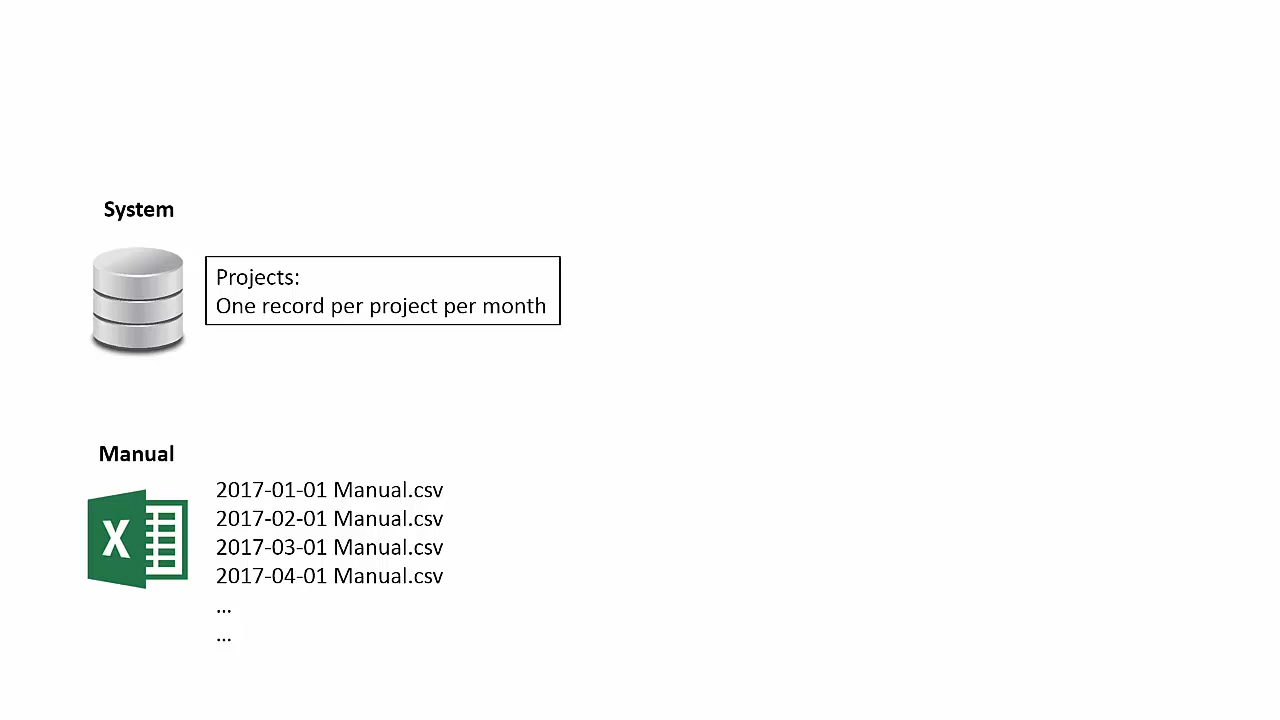 System
Projects:
One record per project per month
Manual
X
2017-01-01 Manual.csv
2017-02-01 Manual.csv
2017-03-01 Manual.csv
2017-04-01 Manual.csv
...
...